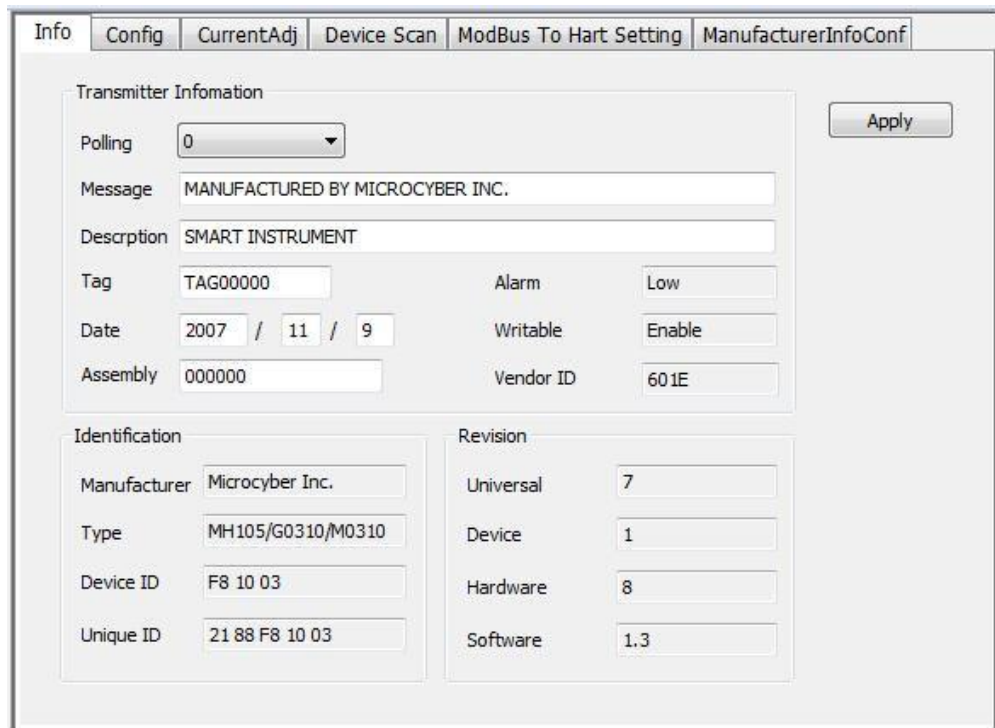 Info Config CurrentAdj Device Scan ModBus To Hart Setting ManufacturerInfoConf
Transmitter Infomation
Apply
Polling 0
Message MANUFACTURED BY MICROCYBER INC.
Descrption SMART INSTRUMENT
Tag TAG00000 Alarm Low
Date 2007 / 11 / 9 Writable Enable
Assembly 000000 Vendor ID 601E
Identification
Manufacturer Microcyber Inc.
Type MH105/G0310/M0310
Device ID F8 10 03
Unique ID 21 88 F8 10 03
Revision
Universal 7
Device 1
Hardware 8
Software 1.3